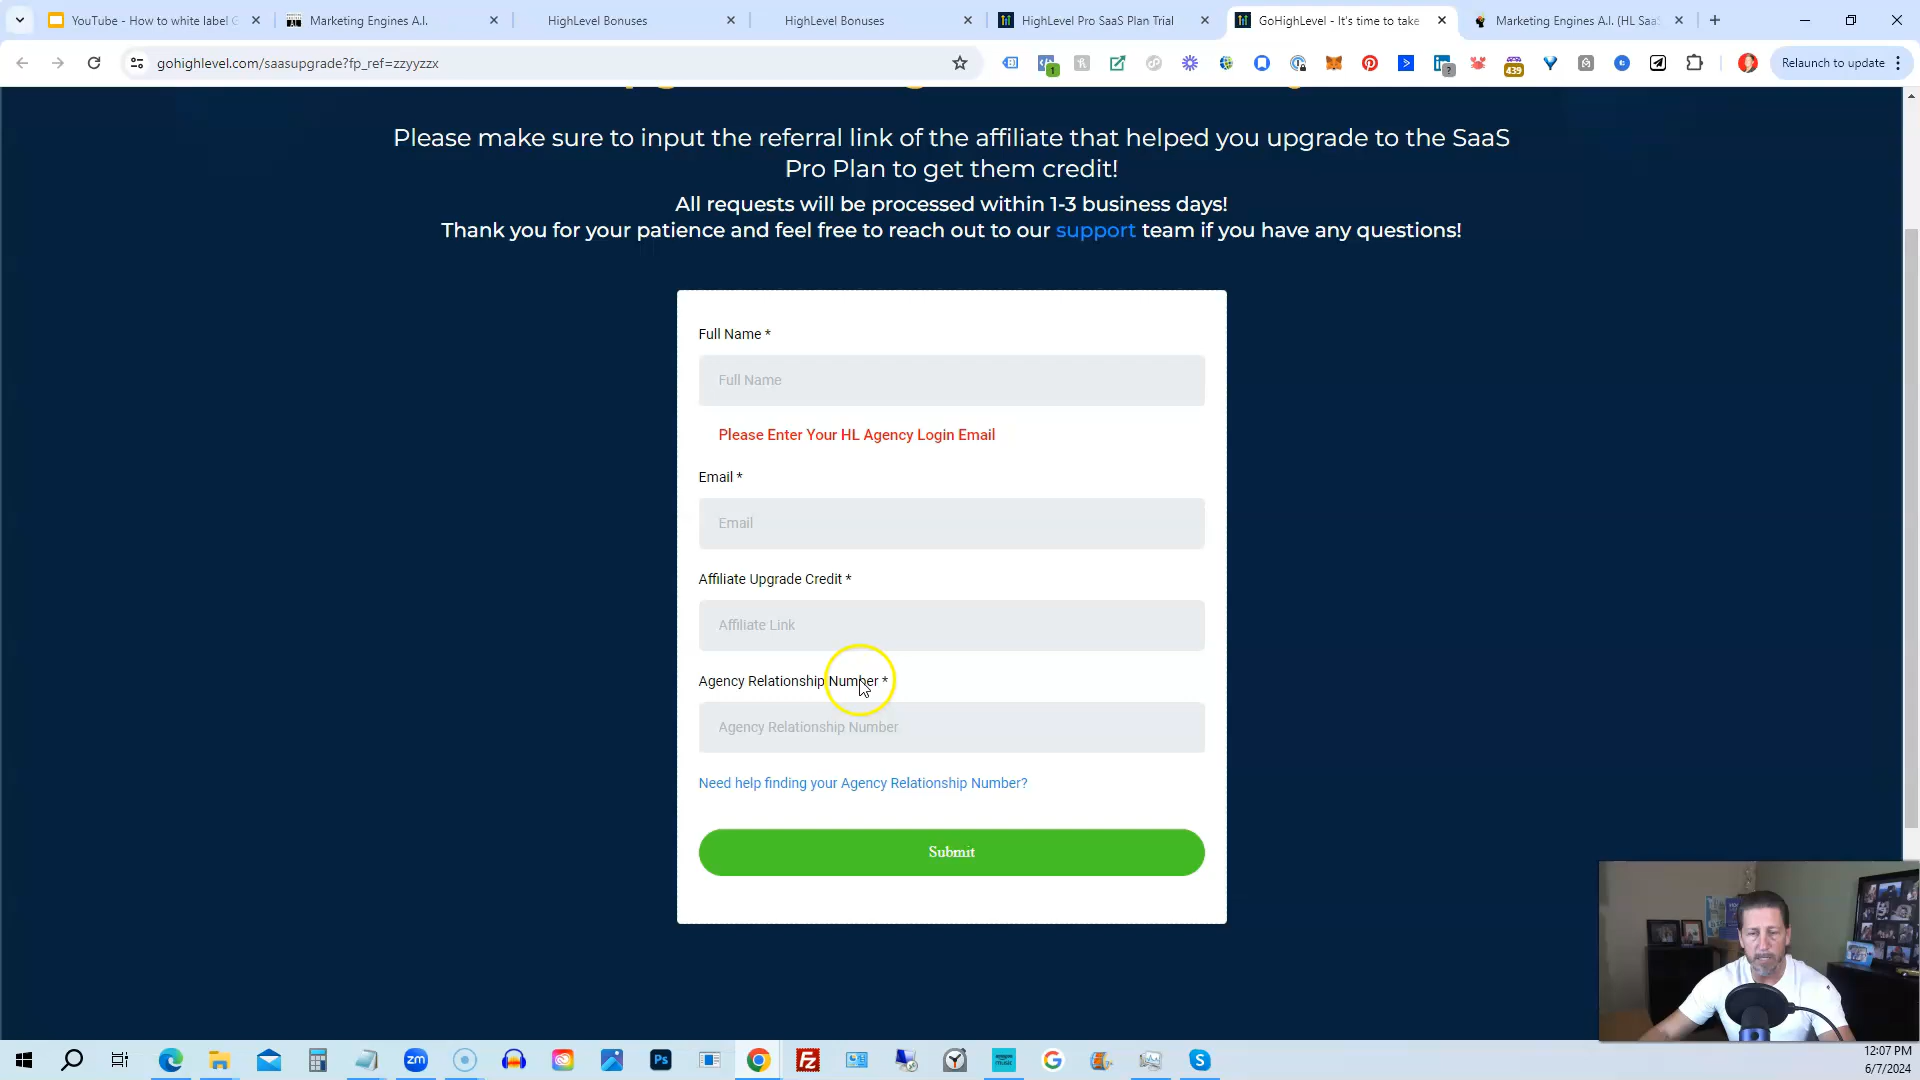 YouTube - How to white label G
Marketing Engines A.I.
HighLevel Bonuses
HighLevel Bonuses
HighLevel Pro SaaS Plan Trial
GoHighLevel - It's time to take
Marketing Engines A.I. (HL Saa
gohighlevel.com/saasupgrade?fp_ref=zzyyzzx
1
439
Relaunch to update
Please make sure to input the referral link of the affiliate that helped you upgrade to the SaaS
Pro Plan to get them credit!
All requests will be processed within 1-3 business days!
Thank you for your patience and feel free to reach out to our support team if you have any questions!
Full Name *
Full Name
Please Enter Your HL Agency Login Email
Email *
Email
Affiliate Upgrade Credit *
Affiliate Link
Agency Relationship Number *
Agency Relationship Number
Need help finding your Agency Relationship Number?
Submit
zm
Ps
amazon music
12:07 PM
6/7/2024